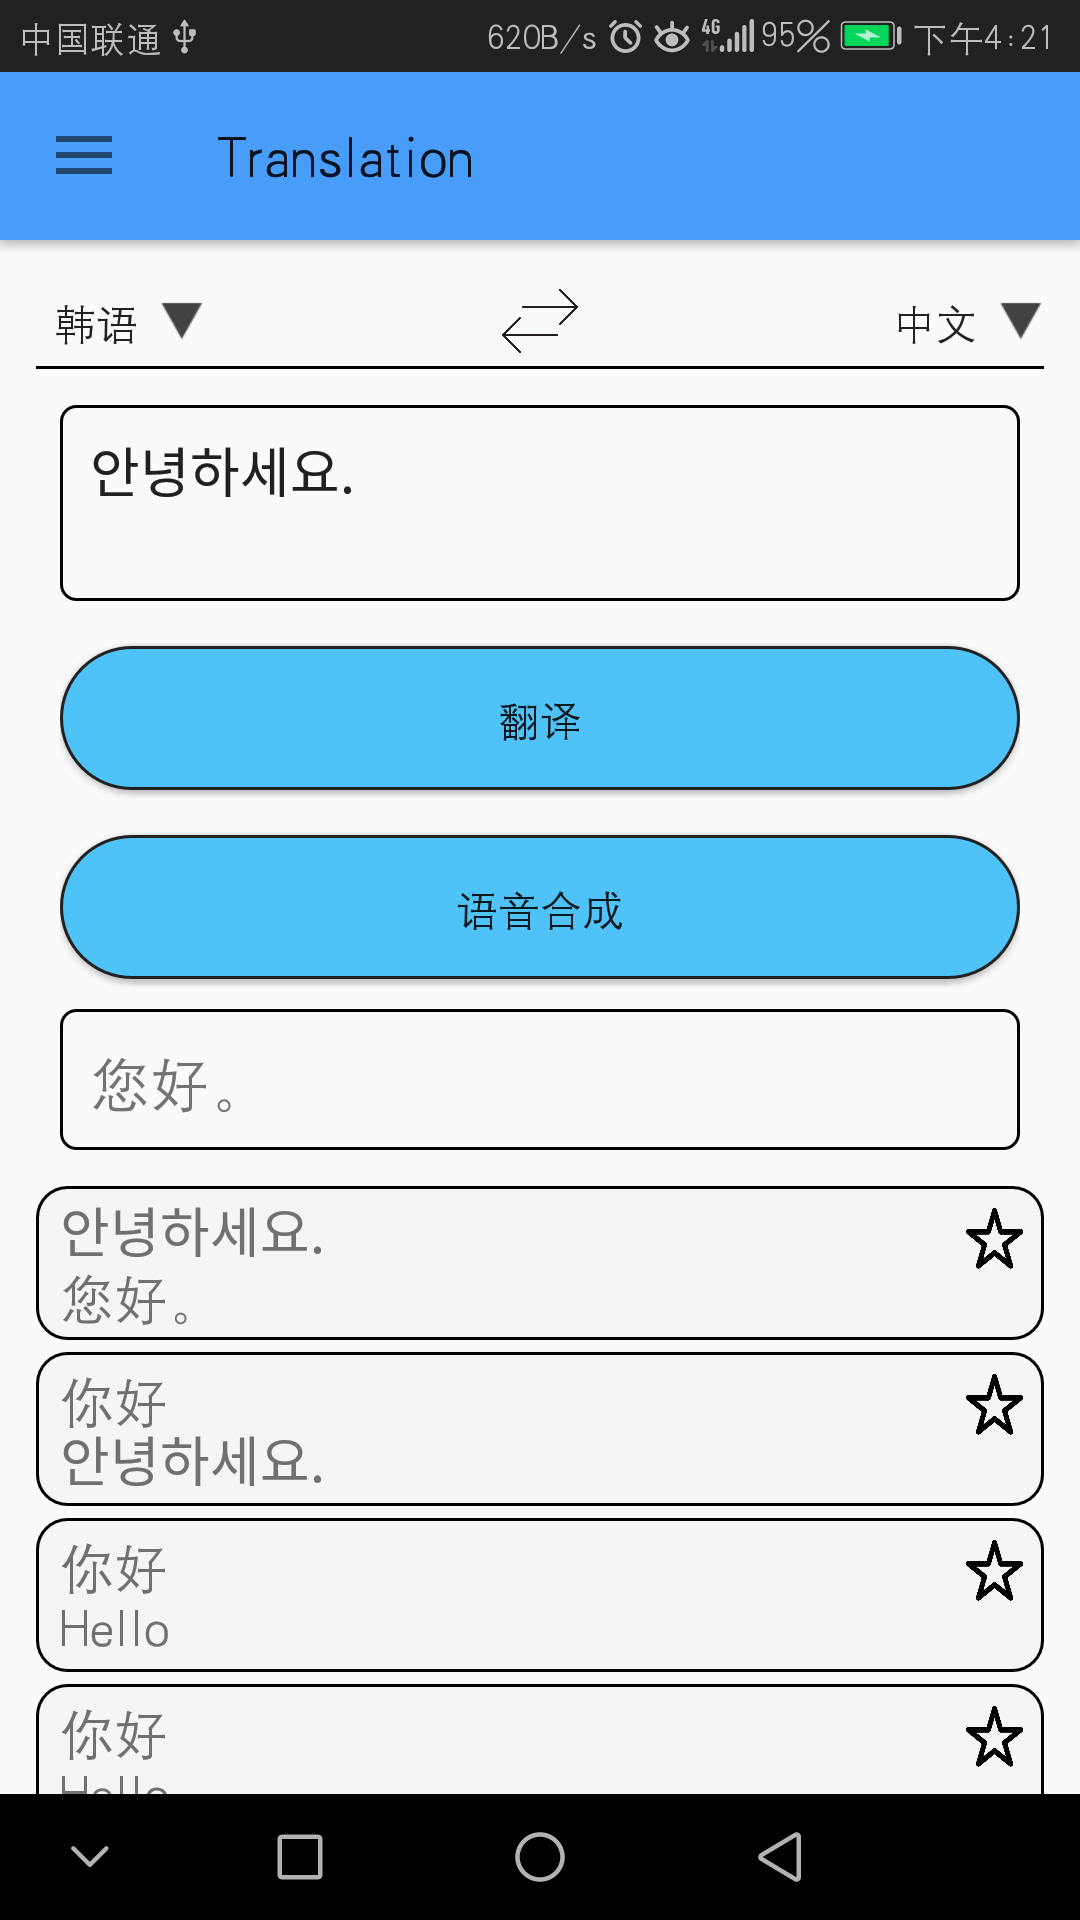 中国联通 620B/s 4G 95% 下午4:21
Translation
韩语 中文
안녕하세요.
翻译
语音合成
您好。
안녕하세요.
您好。
你好
안녕하세요.
你好
Hello
你好
Hello